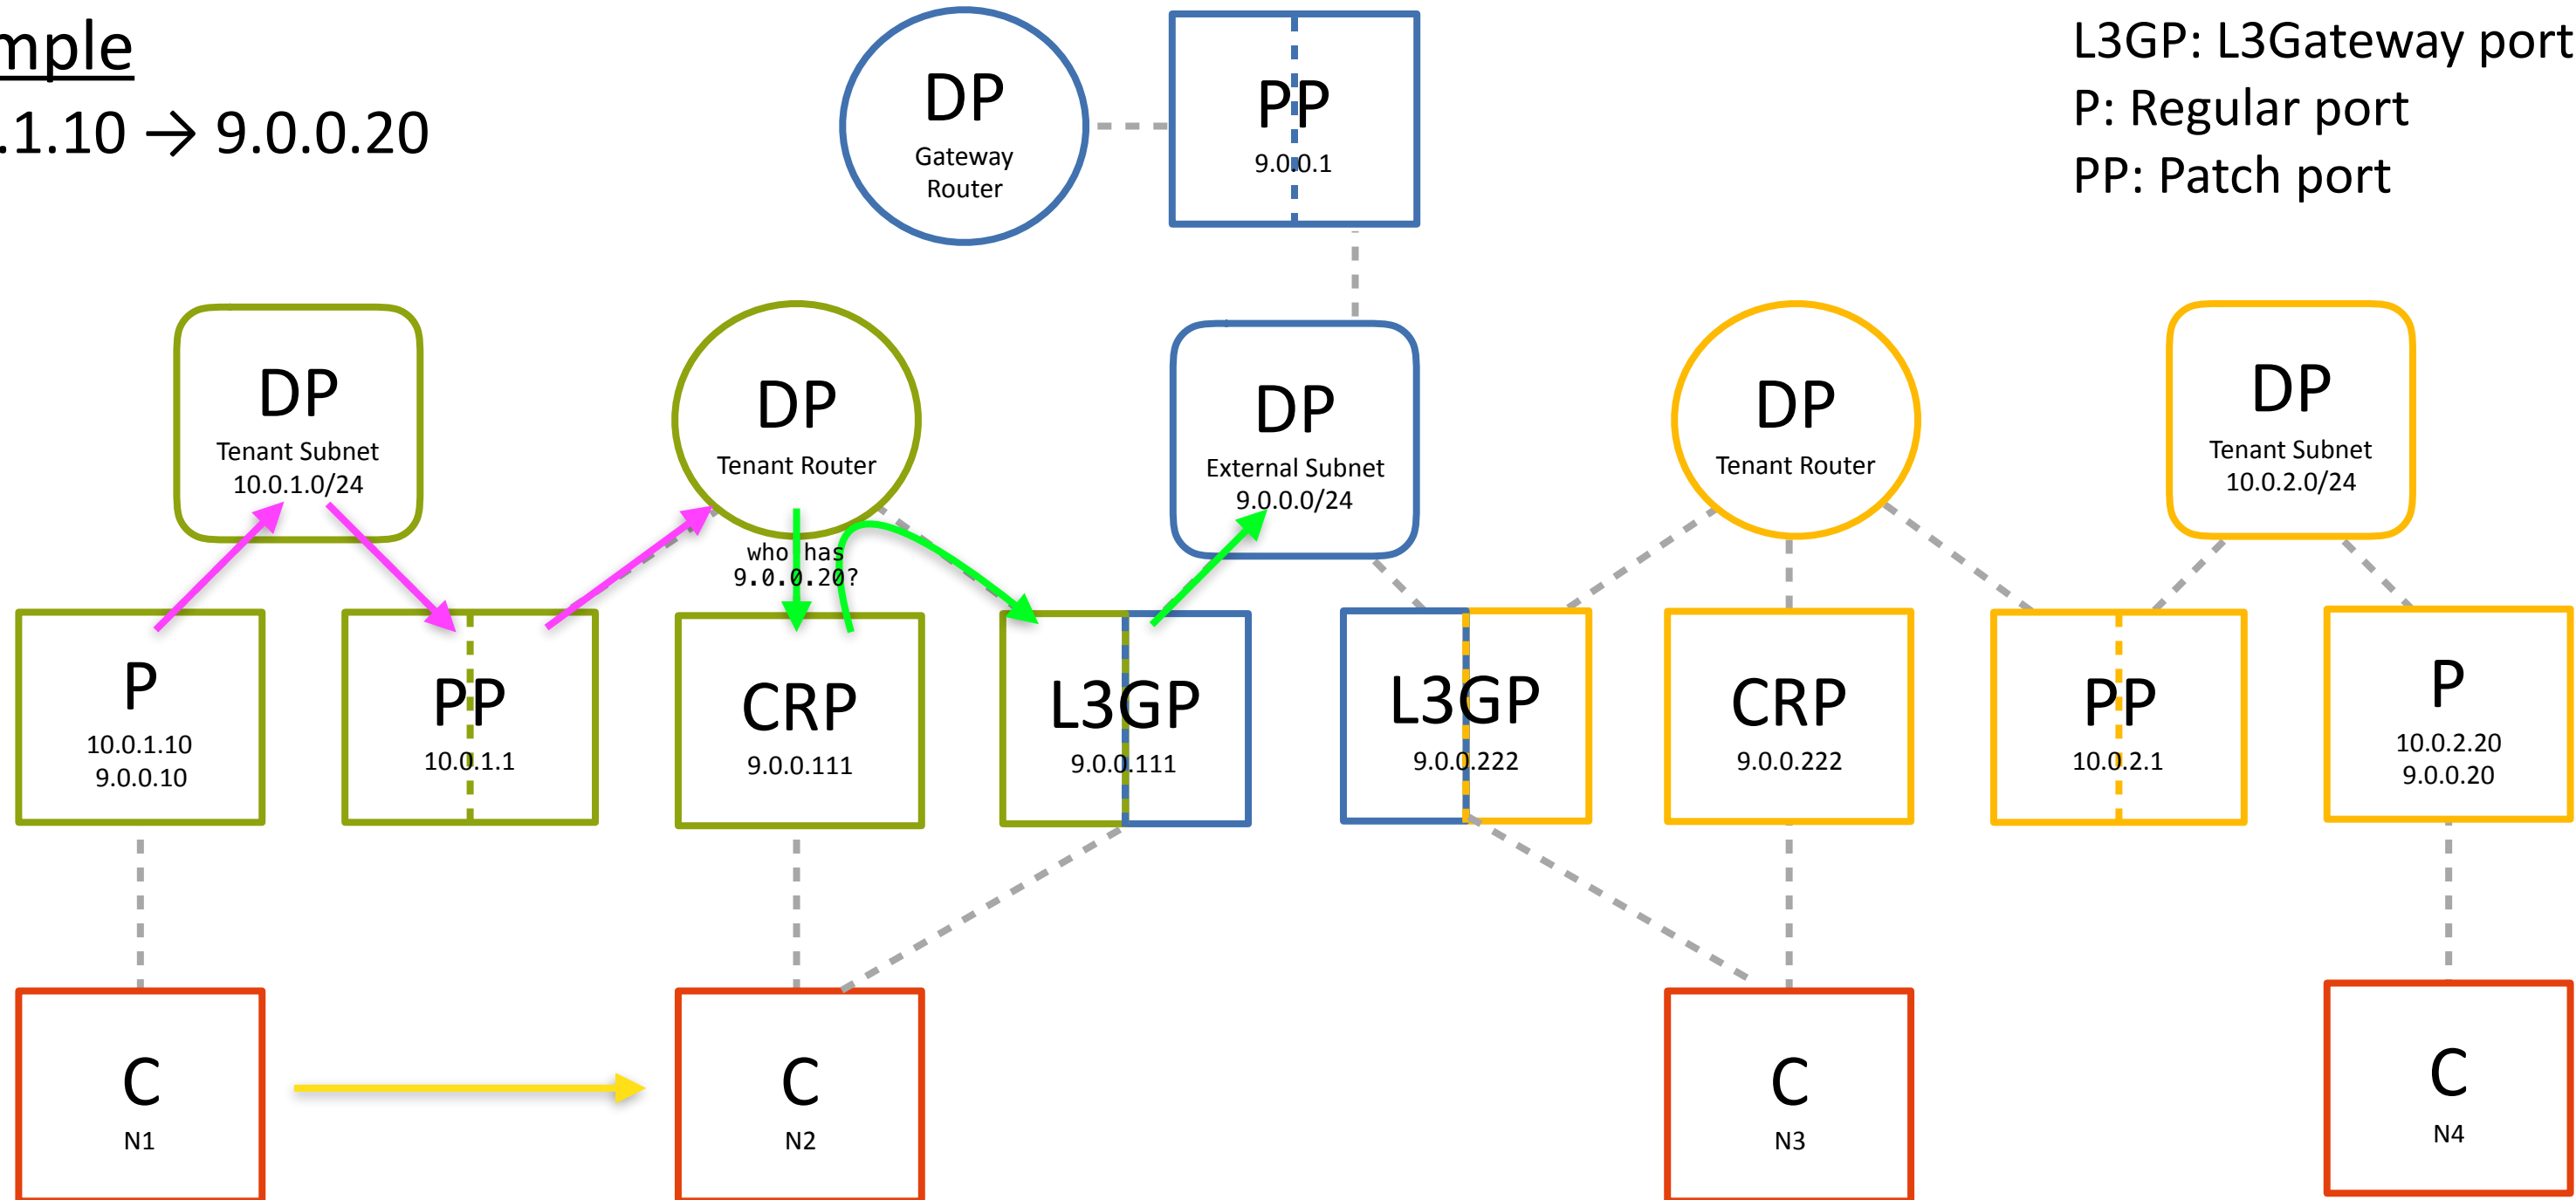 mple
.1.10 → 9.0.0.20
L3GP: L3Gateway port
P: Regular port
PP: Patch port
DP
Gateway
Router
PP
9.0.0.1
DP
Tenant Subnet
10.0.1.0/24
DP
Tenant Router
DP
External Subnet
9.0.0.0/24
DP
Tenant Router
DP
Tenant Subnet
10.0.2.0/24
who has
9.0.0.20?
P
10.0.1.10
9.0.0.10
PP
10.0.1.1
CRP
9.0.0.111
L3GP
9.0.0.111
L3GP
9.0.0.222
CRP
9.0.0.222
PP
10.0.2.1
P
10.0.2.20
9.0.0.20
C
N1
C
N2
C
N3
C
N4